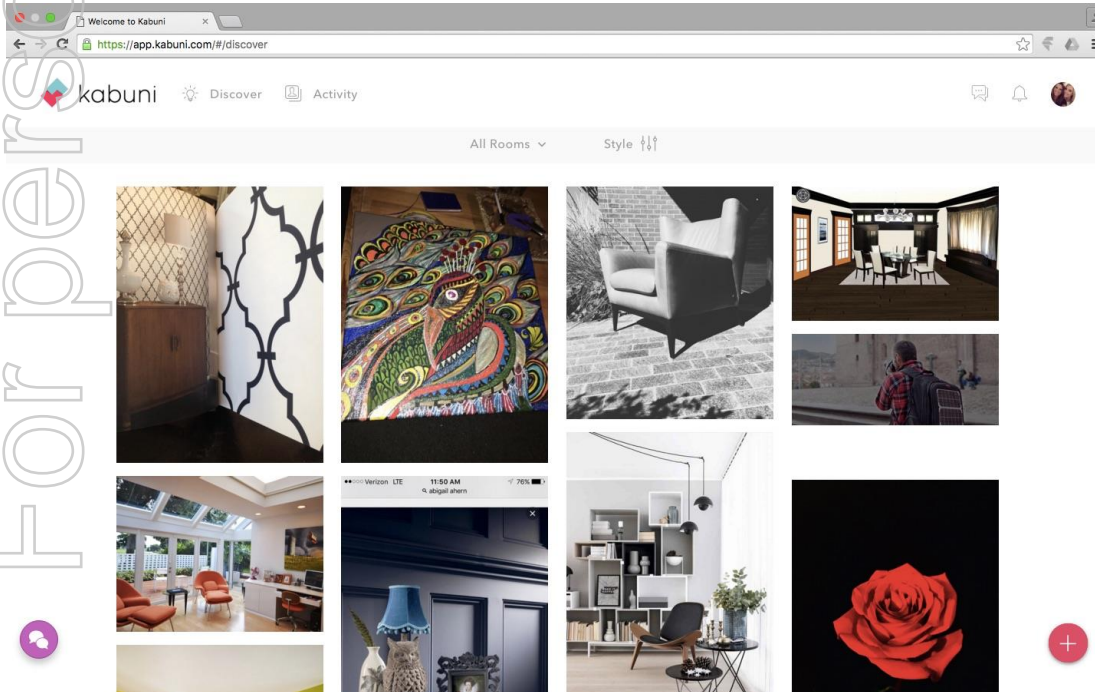 Welcome to Kabuni
https://app.kabuni.com/#/discover
kabuni
Discover
Activity
All Rooms
Style
Verizon LTE 11:50 AM 76%
abigail ahern
For perso